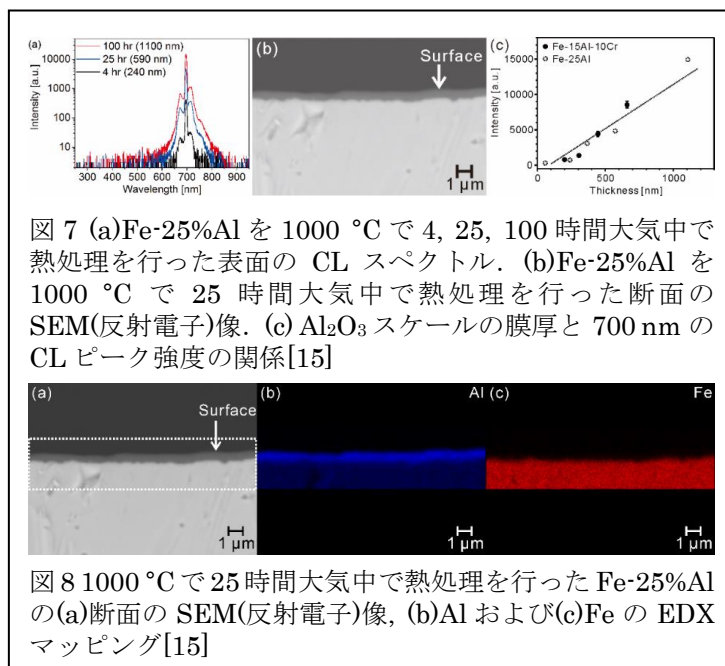 (a)
100 hr (1100 nm)
25 hr (590 nm)
4 hr (240 nm)
Intensity [a.u.]
10000
1000
100
10
300 400 500 600 700 800 900
Wavelength [nm]
(b)
Surface
1 μm
(c)
Fe-15Al-10Cr
Fe-25Al
Intensity [a.u.]
15000
10000
5000
0
0 500 1000
Thickness [nm]
図 7 (a)Fe-25%Al を 1000 °C で 4, 25, 100 時間大気中で
熱処理を行った表面の CL スペクトル. (b)Fe-25%Al を
1000 °C で 25 時間大気中で熱処理を行った断面の
SEM(反射電子)像. (c) Al₂O₃ スケールの膜厚と 700 nm の
CL ピーク強度の関係[15]
(a)
Surface
1 μm
(b)
Al
1 μm
(c)
Fe
1 μm
図 8 1000 °C で 25 時間大気中で熱処理を行った Fe-25%Al
の(a)断面の SEM(反射電子)像, (b)Al および(c)Fe の EDX
マッピング[15]